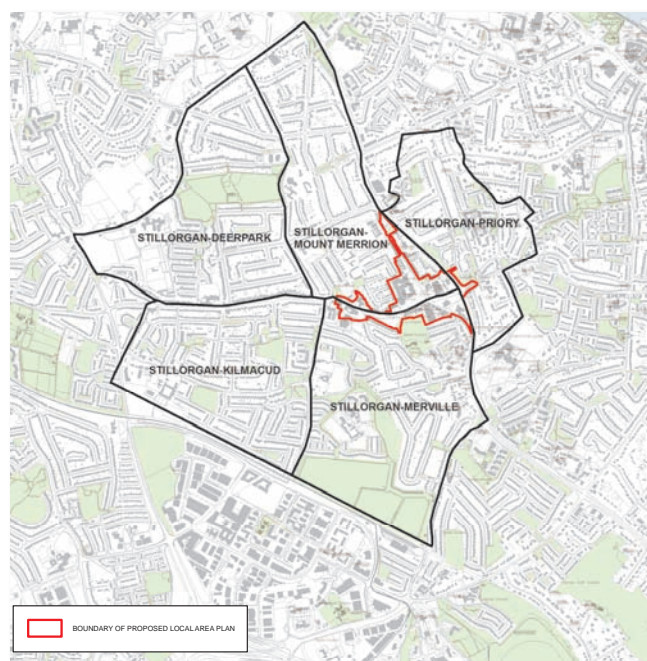 STILLORGAN-PRIORY
STILLORGAN-
MOUNT MERRION
STILLORGAN-DEERPARK
STILLORGAN-KILMACUD
STILLORGAN-MERVILLE
BOUNDARY OF PROPOSED LOCAL AREA PLAN